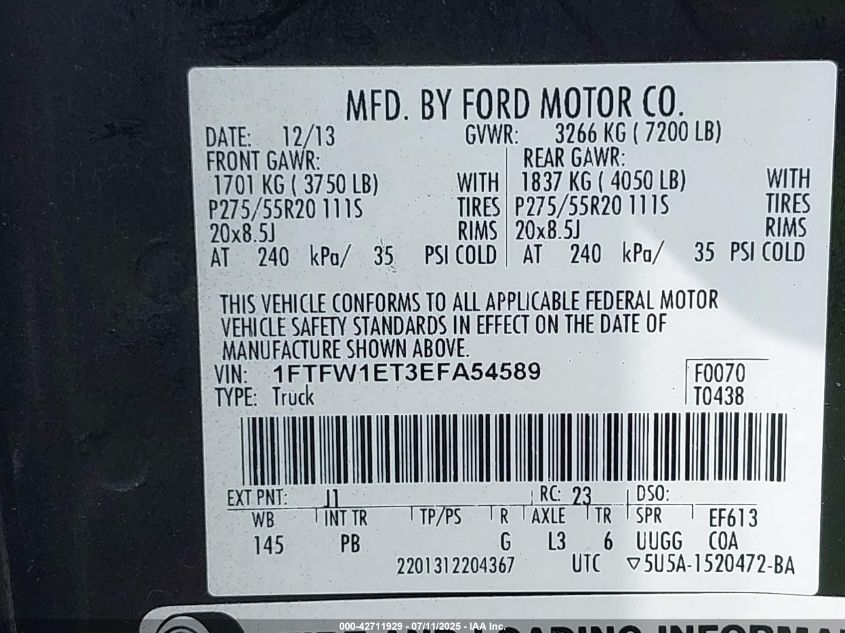 MFD. BY FORD MOTOR CO.
DATE: 12/13 GVWR: 3266 KG ( 7200 LB)
FRONT GAWR: REAR GAWR:
1701 KG ( 3750 LB) WITH 1837 KG ( 4050 LB) WITH
P275/55R20 111S TIRES P275/55R20 111S TIRES
20x8.5J RIMS 20x8.5J RIMS
AT 240 kPa/ 35 PSI COLD AT 240 kPa/ 35 PSI COLD
THIS VEHICLE CONFORMS TO ALL APPLICABLE FEDERAL MOTOR
VEHICLE SAFETY STANDARDS IN EFFECT ON THE DATE OF
MANUFACTURE SHOWN ABOVE.
VIN: 1FTFW1ET3EFA54589 F0070
TYPE: Truck T0438
EXT PNT: J1 RC: 23 DSO:
WB INT TR TP/PS R AXLE TR SPR EF613
145 PB G L3 6 UUGG COA
2201312204367 UTC ▽5U5A-1520472-BA
AND LOADING
000-42711929 - 07/11/2025 - IAA Inc.